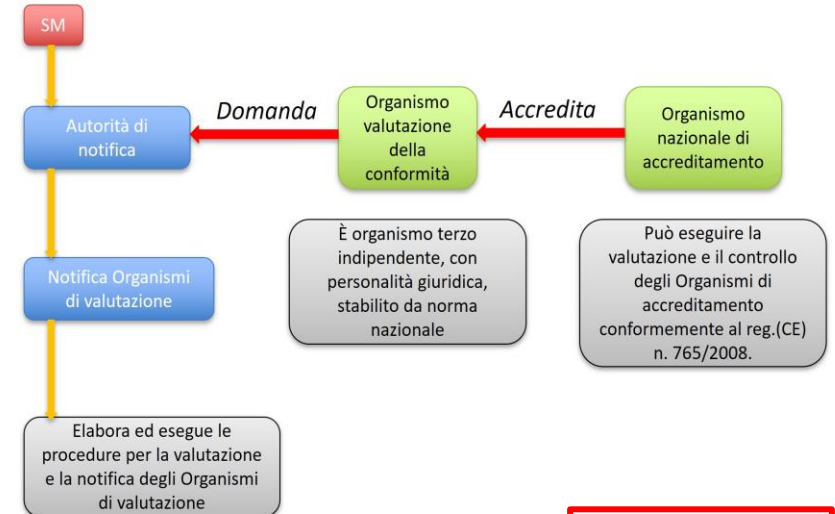 SM
Autorità di
notifica
Domanda
Organismo
valutazione
della
conformità
Accredita
Organismo
nazionale di
accreditamento
È organismo terzo
indipendente, con
personalità giuridica,
stabilito da norma
nazionale
Può eseguire la
valutazione e il controllo
degli Organismi di
accreditamento
conformemente al reg.(CE)
n. 765/2008.
Notifica Organismi
di valutazione
Elabora ed esegue le
procedure per la valutazione
e la notifica degli Organismi
di valutazione